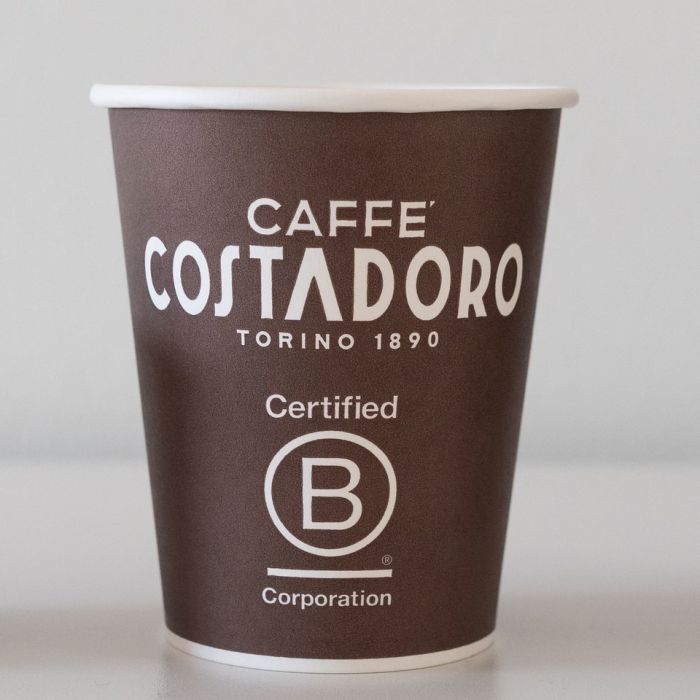 CAFFE'
COSTADORO
TORINO 1890
Certified
B
®
Corporation